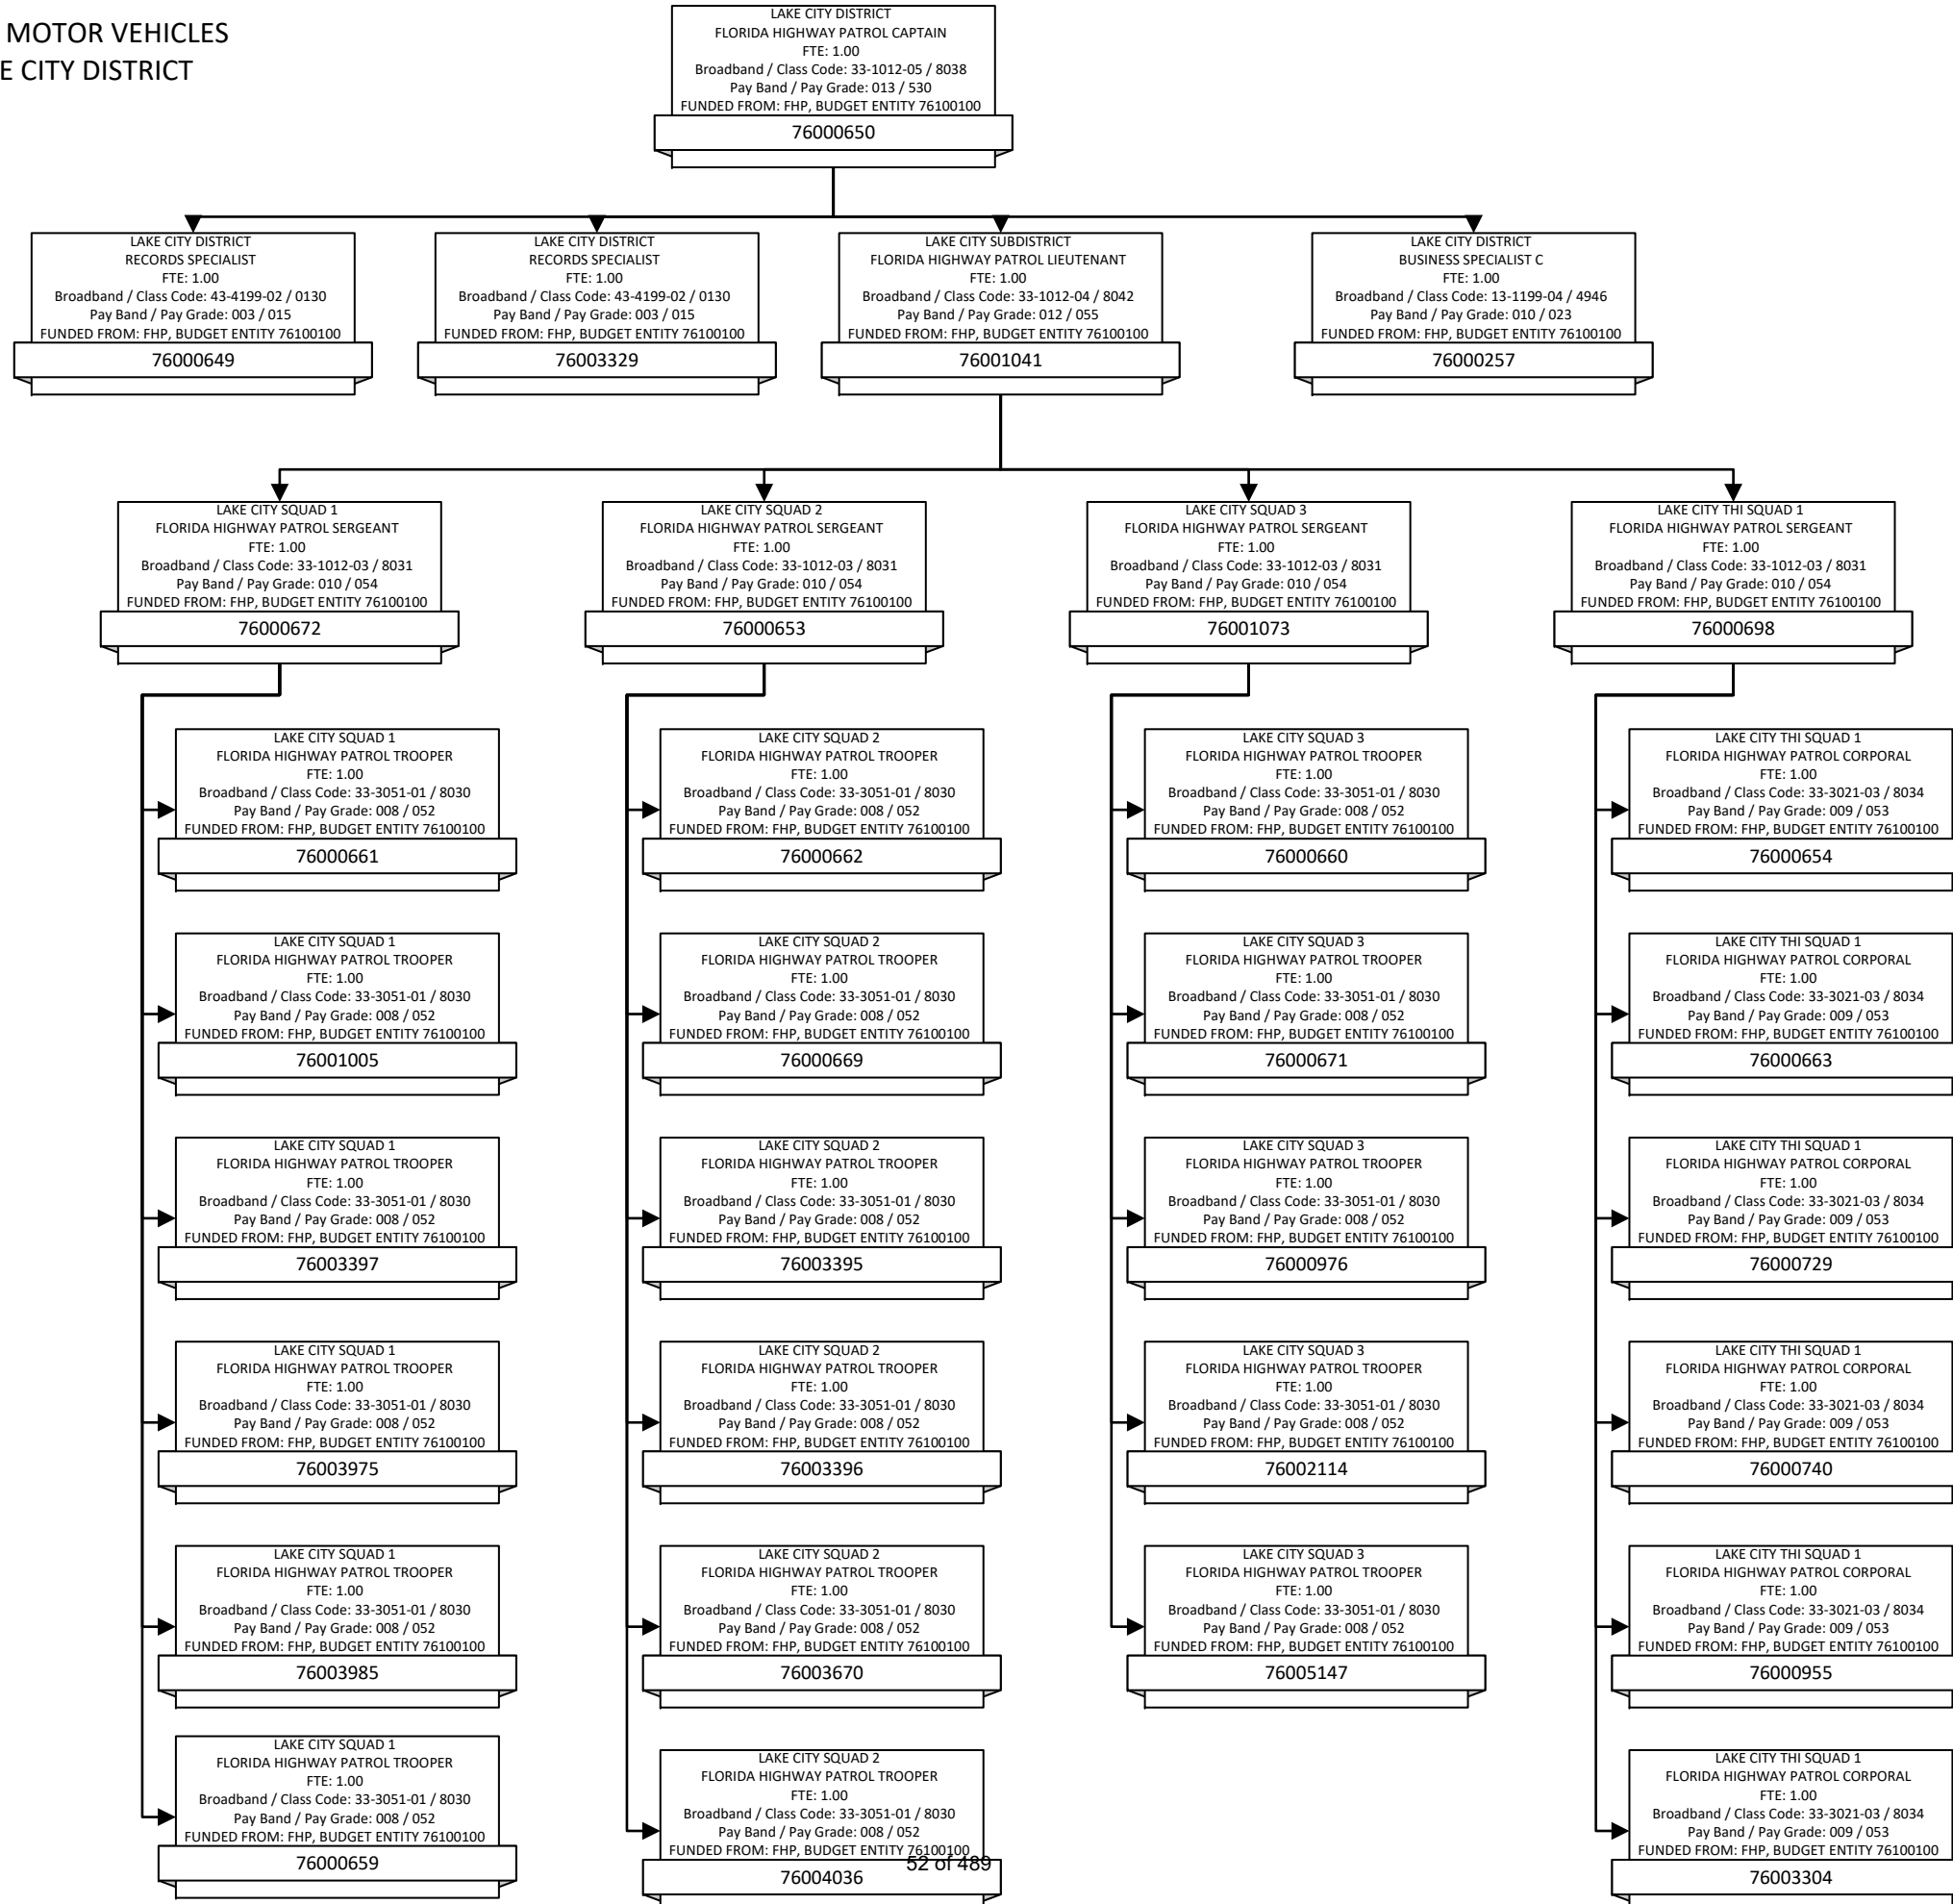 MOTOR VEHICLES
E CITY DISTRICT
LAKE CITY DISTRICT
FLORIDA HIGHWAY PATROL CAPTAIN
FTE: 1.00
Broadband / Class Code: 33-1012-05 / 8038
Pay Band / Pay Grade: 013 / 530
FUNDED FROM: FHP, BUDGET ENTITY 76100100
76000650
LAKE CITY DISTRICT
RECORDS SPECIALIST
FTE: 1.00
Broadband / Class Code: 43-4199-02 / 0130
Pay Band / Pay Grade: 003 / 015
FUNDED FROM: FHP, BUDGET ENTITY 76100100
76000649
LAKE CITY DISTRICT
RECORDS SPECIALIST
FTE: 1.00
Broadband / Class Code: 43-4199-02 / 0130
Pay Band / Pay Grade: 003 / 015
FUNDED FROM: FHP, BUDGET ENTITY 76100100
76003329
LAKE CITY SUBDISTRICT
FLORIDA HIGHWAY PATROL LIEUTENANT
FTE: 1.00
Broadband / Class Code: 33-1012-04 / 8042
Pay Band / Pay Grade: 012 / 055
FUNDED FROM: FHP, BUDGET ENTITY 76100100
76001041
LAKE CITY DISTRICT
BUSINESS SPECIALIST C
FTE: 1.00
Broadband / Class Code: 13-1199-04 / 4946
Pay Band / Pay Grade: 010 / 023
FUNDED FROM: FHP, BUDGET ENTITY 76100100
76000257
LAKE CITY SQUAD 1
FLORIDA HIGHWAY PATROL SERGEANT
FTE: 1.00
Broadband / Class Code: 33-1012-03 / 8031
Pay Band / Pay Grade: 010 / 054
FUNDED FROM: FHP, BUDGET ENTITY 76100100
76000672
LAKE CITY SQUAD 2
FLORIDA HIGHWAY PATROL SERGEANT
FTE: 1.00
Broadband / Class Code: 33-1012-03 / 8031
Pay Band / Pay Grade: 010 / 054
FUNDED FROM: FHP, BUDGET ENTITY 76100100
76000653
LAKE CITY SQUAD 3
FLORIDA HIGHWAY PATROL SERGEANT
FTE: 1.00
Broadband / Class Code: 33-1012-03 / 8031
Pay Band / Pay Grade: 010 / 054
FUNDED FROM: FHP, BUDGET ENTITY 76100100
76001073
LAKE CITY THI SQUAD 1
FLORIDA HIGHWAY PATROL SERGEANT
FTE: 1.00
Broadband / Class Code: 33-1012-03 / 8031
Pay Band / Pay Grade: 010 / 054
FUNDED FROM: FHP, BUDGET ENTITY 76100100
76000698
LAKE CITY SQUAD 1
FLORIDA HIGHWAY PATROL TROOPER
FTE: 1.00
Broadband / Class Code: 33-3051-01 / 8030
Pay Band / Pay Grade: 008 / 052
FUNDED FROM: FHP, BUDGET ENTITY 76100100
76000661
LAKE CITY SQUAD 2
FLORIDA HIGHWAY PATROL TROOPER
FTE: 1.00
Broadband / Class Code: 33-3051-01 / 8030
Pay Band / Pay Grade: 008 / 052
FUNDED FROM: FHP, BUDGET ENTITY 76100100
76000662
LAKE CITY SQUAD 3
FLORIDA HIGHWAY PATROL TROOPER
FTE: 1.00
Broadband / Class Code: 33-3051-01 / 8030
Pay Band / Pay Grade: 008 / 052
FUNDED FROM: FHP, BUDGET ENTITY 76100100
76000660
LAKE CITY THI SQUAD 1
FLORIDA HIGHWAY PATROL CORPORAL
FTE: 1.00
Broadband / Class Code: 33-3021-03 / 8034
Pay Band / Pay Grade: 009 / 053
FUNDED FROM: FHP, BUDGET ENTITY 76100100
76000654
LAKE CITY SQUAD 1
FLORIDA HIGHWAY PATROL TROOPER
FTE: 1.00
Broadband / Class Code: 33-3051-01 / 8030
Pay Band / Pay Grade: 008 / 052
FUNDED FROM: FHP, BUDGET ENTITY 76100100
76001005
LAKE CITY SQUAD 2
FLORIDA HIGHWAY PATROL TROOPER
FTE: 1.00
Broadband / Class Code: 33-3051-01 / 8030
Pay Band / Pay Grade: 008 / 052
FUNDED FROM: FHP, BUDGET ENTITY 76100100
76000669
LAKE CITY SQUAD 3
FLORIDA HIGHWAY PATROL TROOPER
FTE: 1.00
Broadband / Class Code: 33-3051-01 / 8030
Pay Band / Pay Grade: 008 / 052
FUNDED FROM: FHP, BUDGET ENTITY 76100100
76000671
LAKE CITY THI SQUAD 1
FLORIDA HIGHWAY PATROL CORPORAL
FTE: 1.00
Broadband / Class Code: 33-3021-03 / 8034
Pay Band / Pay Grade: 009 / 053
FUNDED FROM: FHP, BUDGET ENTITY 76100100
76000663
LAKE CITY SQUAD 1
FLORIDA HIGHWAY PATROL TROOPER
FTE: 1.00
Broadband / Class Code: 33-3051-01 / 8030
Pay Band / Pay Grade: 008 / 052
FUNDED FROM: FHP, BUDGET ENTITY 76100100
76003397
LAKE CITY SQUAD 2
FLORIDA HIGHWAY PATROL TROOPER
FTE: 1.00
Broadband / Class Code: 33-3051-01 / 8030
Pay Band / Pay Grade: 008 / 052
FUNDED FROM: FHP, BUDGET ENTITY 76100100
76003395
LAKE CITY SQUAD 3
FLORIDA HIGHWAY PATROL TROOPER
FTE: 1.00
Broadband / Class Code: 33-3051-01 / 8030
Pay Band / Pay Grade: 008 / 052
FUNDED FROM: FHP, BUDGET ENTITY 76100100
76000976
LAKE CITY THI SQUAD 1
FLORIDA HIGHWAY PATROL CORPORAL
FTE: 1.00
Broadband / Class Code: 33-3021-03 / 8034
Pay Band / Pay Grade: 009 / 053
FUNDED FROM: FHP, BUDGET ENTITY 76100100
76000729
LAKE CITY SQUAD 1
FLORIDA HIGHWAY PATROL TROOPER
FTE: 1.00
Broadband / Class Code: 33-3051-01 / 8030
Pay Band / Pay Grade: 008 / 052
FUNDED FROM: FHP, BUDGET ENTITY 76100100
76003975
LAKE CITY SQUAD 2
FLORIDA HIGHWAY PATROL TROOPER
FTE: 1.00
Broadband / Class Code: 33-3051-01 / 8030
Pay Band / Pay Grade: 008 / 052
FUNDED FROM: FHP, BUDGET ENTITY 76100100
76003396
LAKE CITY SQUAD 3
FLORIDA HIGHWAY PATROL TROOPER
FTE: 1.00
Broadband / Class Code: 33-3051-01 / 8030
Pay Band / Pay Grade: 008 / 052
FUNDED FROM: FHP, BUDGET ENTITY 76100100
76002114
LAKE CITY THI SQUAD 1
FLORIDA HIGHWAY PATROL CORPORAL
FTE: 1.00
Broadband / Class Code: 33-3021-03 / 8034
Pay Band / Pay Grade: 009 / 053
FUNDED FROM: FHP, BUDGET ENTITY 76100100
76000740
LAKE CITY SQUAD 1
FLORIDA HIGHWAY PATROL TROOPER
FTE: 1.00
Broadband / Class Code: 33-3051-01 / 8030
Pay Band / Pay Grade: 008 / 052
FUNDED FROM: FHP, BUDGET ENTITY 76100100
76003985
LAKE CITY SQUAD 2
FLORIDA HIGHWAY PATROL TROOPER
FTE: 1.00
Broadband / Class Code: 33-3051-01 / 8030
Pay Band / Pay Grade: 008 / 052
FUNDED FROM: FHP, BUDGET ENTITY 76100100
76003670
LAKE CITY SQUAD 3
FLORIDA HIGHWAY PATROL TROOPER
FTE: 1.00
Broadband / Class Code: 33-3051-01 / 8030
Pay Band / Pay Grade: 008 / 052
FUNDED FROM: FHP, BUDGET ENTITY 76100100
76005147
LAKE CITY THI SQUAD 1
FLORIDA HIGHWAY PATROL CORPORAL
FTE: 1.00
Broadband / Class Code: 33-3021-03 / 8034
Pay Band / Pay Grade: 009 / 053
FUNDED FROM: FHP, BUDGET ENTITY 76100100
76000955
LAKE CITY SQUAD 1
FLORIDA HIGHWAY PATROL TROOPER
FTE: 1.00
Broadband / Class Code: 33-3051-01 / 8030
Pay Band / Pay Grade: 008 / 052
FUNDED FROM: FHP, BUDGET ENTITY 76100100
76000659
LAKE CITY SQUAD 2
FLORIDA HIGHWAY PATROL TROOPER
FTE: 1.00
Broadband / Class Code: 33-3051-01 / 8030
Pay Band / Pay Grade: 008 / 052
FUNDED FROM: FHP, BUDGET ENTITY 76100100
76004036
LAKE CITY THI SQUAD 1
FLORIDA HIGHWAY PATROL CORPORAL
FTE: 1.00
Broadband / Class Code: 33-3021-03 / 8034
Pay Band / Pay Grade: 009 / 053
FUNDED FROM: FHP, BUDGET ENTITY 76100100
76003304
52 of 489